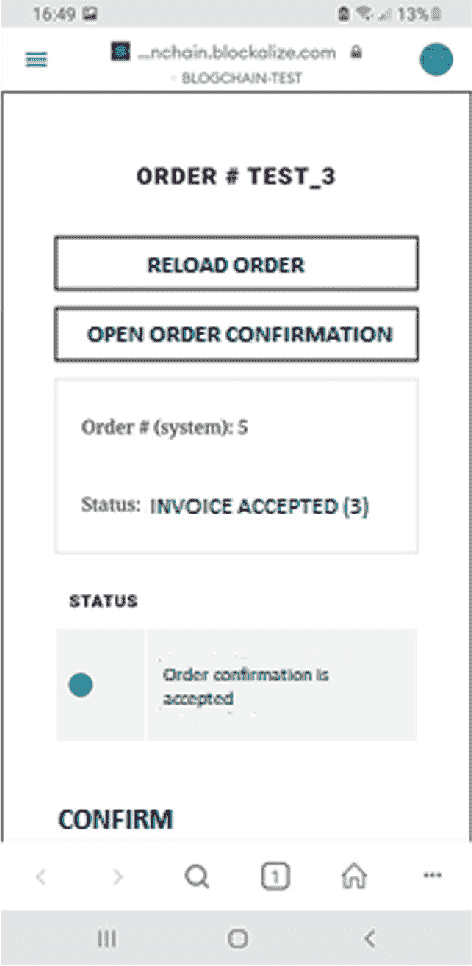 16:49
13%
...nchain.blockalize.com
BLOGCHAIN-TEST
ORDER # TEST_3
RELOAD ORDER
OPEN ORDER CONFIRMATION
Order # (system): 5
Status: INVOICE ACCEPTED (3)
STATUS
Order confirmation is
accepted
CONFIRM
1